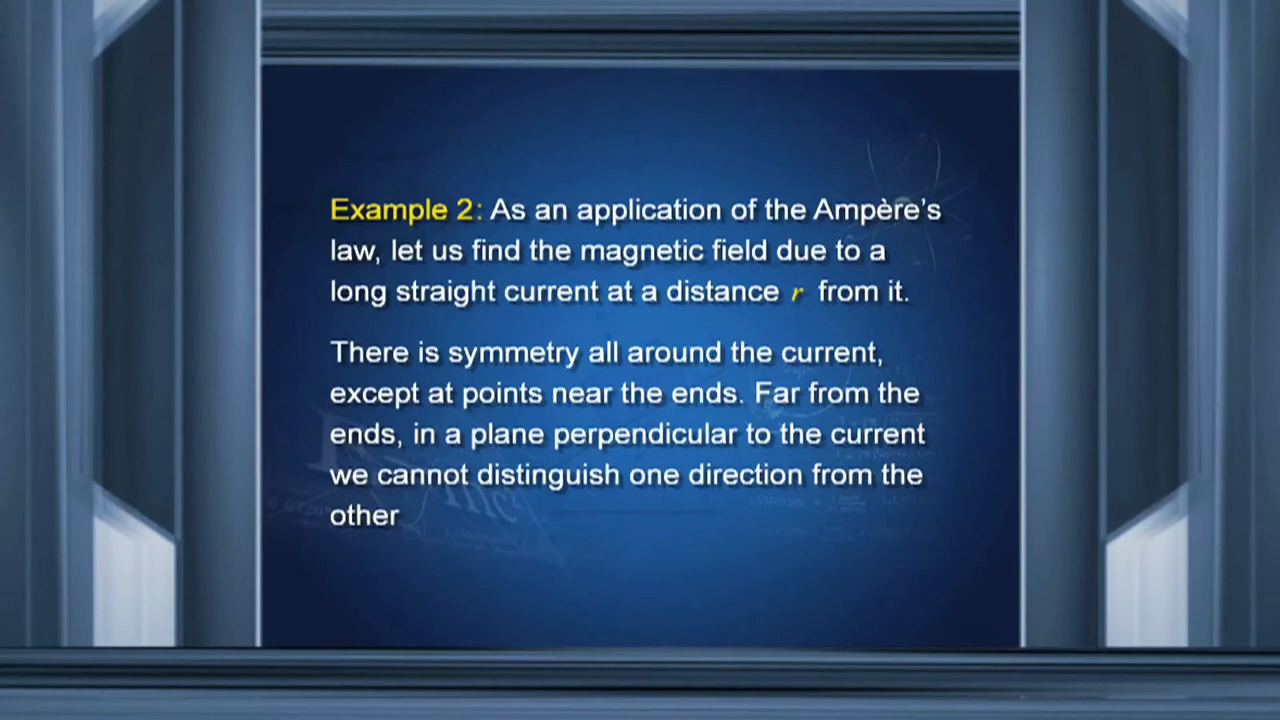 Example 2: As an application of the Ampère's
law, let us find the magnetic field due to a
long straight current at a distance r from it.
There is symmetry all around the current,
except at points near the ends. Far from the
ends, in a plane perpendicular to the current
we cannot distinguish one direction from the
other